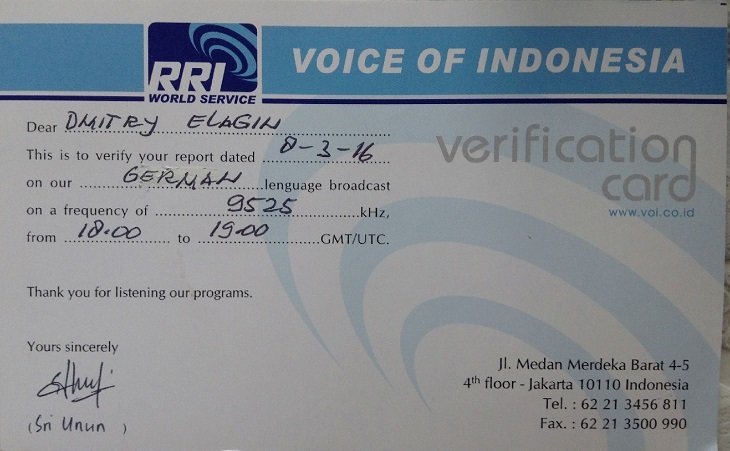 RRI
WORLD SERVICE
VOICE OF INDONESIA
verification
card
www.voi.co.id
Dear DMITRY ELAGIN
This is to verify your report dated 8-3-16
on our GERMAN lenguage broadcast
on a frequency of 9525 kHz,
from 18.00 to 19.00 GMT/UTC.
Thank you for listening our programs.
Yours sincerely
(Sri Unun )
Jl. Medan Merdeka Barat 4-5
4th floor - Jakarta 10110 Indonesia
Tel. : 62 21 3456 811
Fax. : 62 21 3500 990